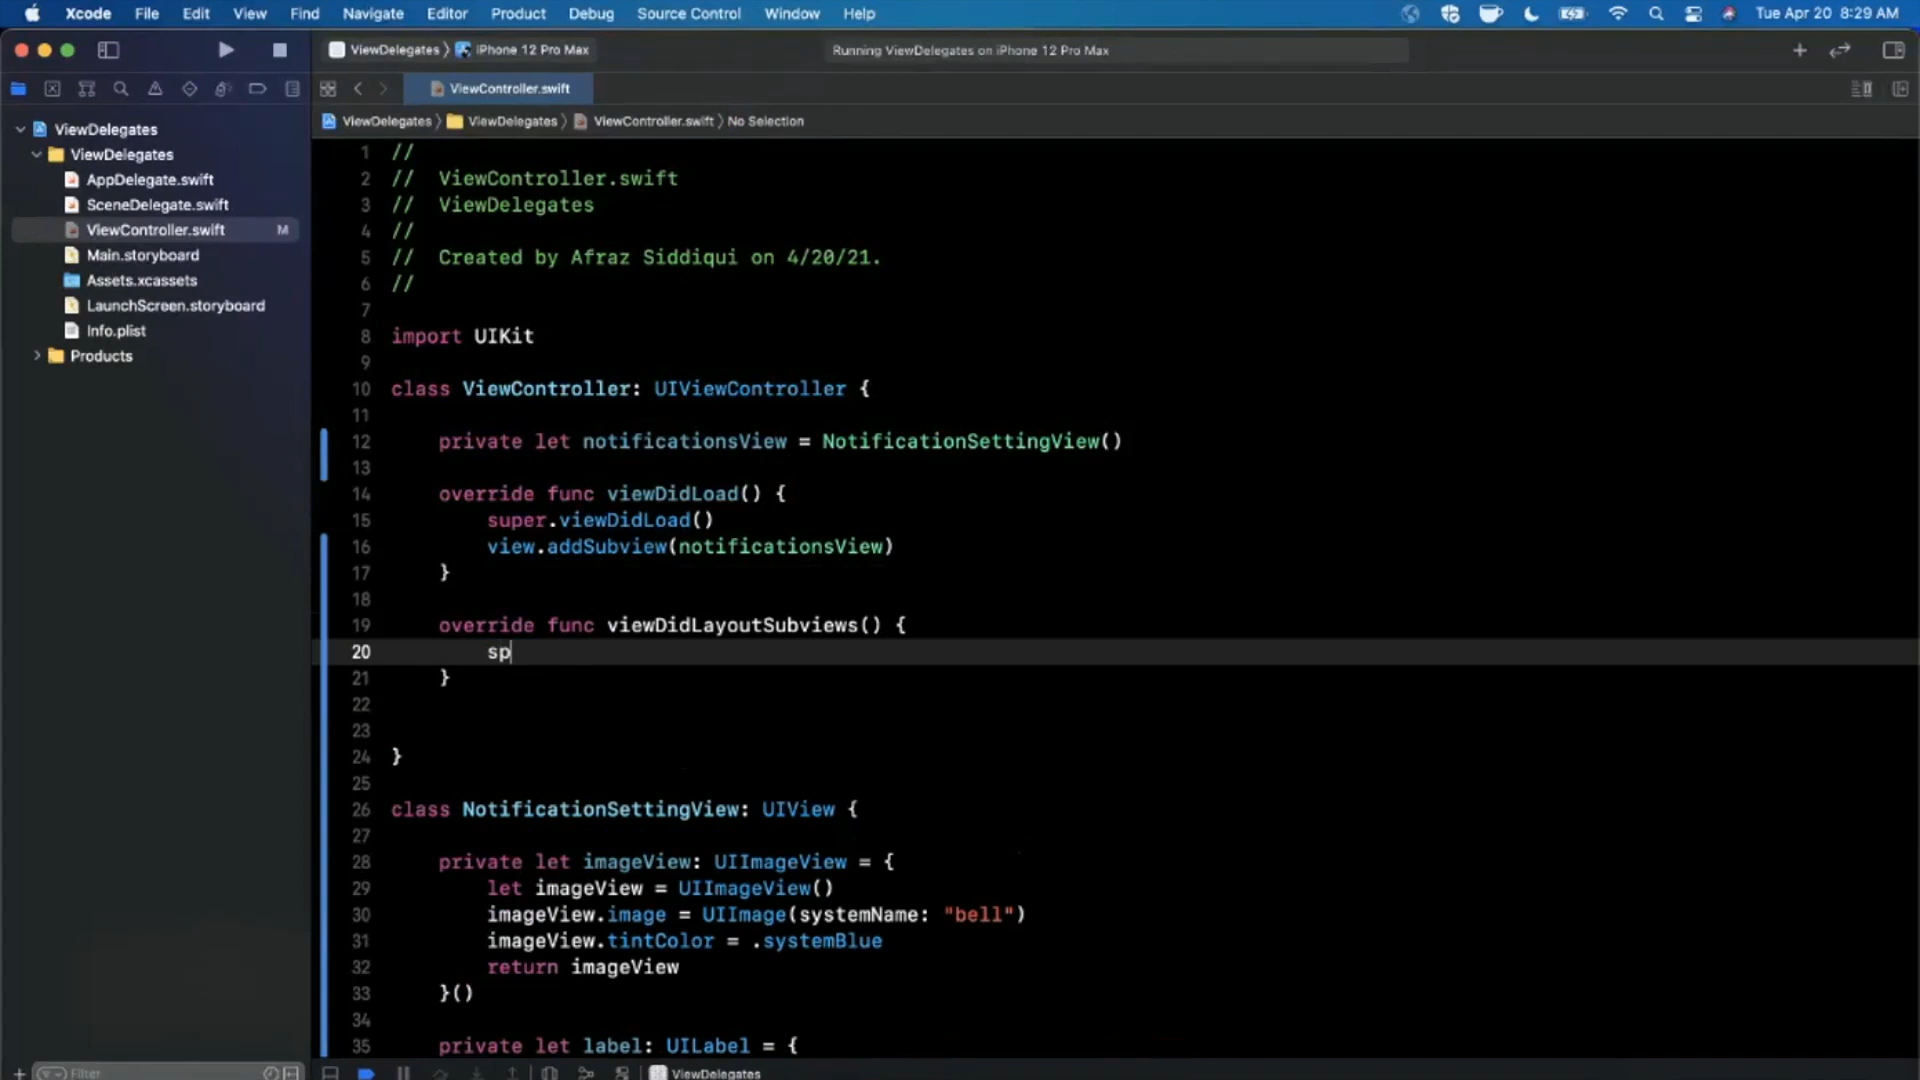 Xcode File Edit View Find Navigate Editor Product Debug Source Control Window Help Tue Apr 20 8:29 AM
ViewDelegates iPhone 12 Pro Max Running ViewDelegates on iPhone 12 Pro Max
ViewController.swift
ViewDelegates ViewDelegates ViewController.swift No Selection
ViewDelegates
ViewDelegates
AppDelegate.swift
SceneDelegate.swift
ViewController.swift M
Main.storyboard
Assets.xcassets
LaunchScreen.storyboard
Info.plist
Products
1 //
2 // ViewController.swift
3 // ViewDelegates
4 //
5 // Created by Afraz Siddiqui on 4/20/21.
6 //
7
8 import UIKit
9
10 class ViewController: UIViewController {
11
12 private let notificationsView = NotificationSettingView()
13
14 override func viewDidLoad() {
15 super.viewDidLoad()
16 view.addSubview(notificationsView)
17 }
18
19 override func viewDidLayoutSubviews() {
20 sp
21 }
22
23
24 }
25
26 class NotificationSettingView: UIView {
27
28 private let imageView: UIImageView = {
29 let imageView = UIImageView()
30 imageView.image = UIImage(systemName: "bell")
31 imageView.tintColor = .systemBlue
32 return imageView
33 }()
34
35 private let label: UILabel = {
Filter
ViewDelegates